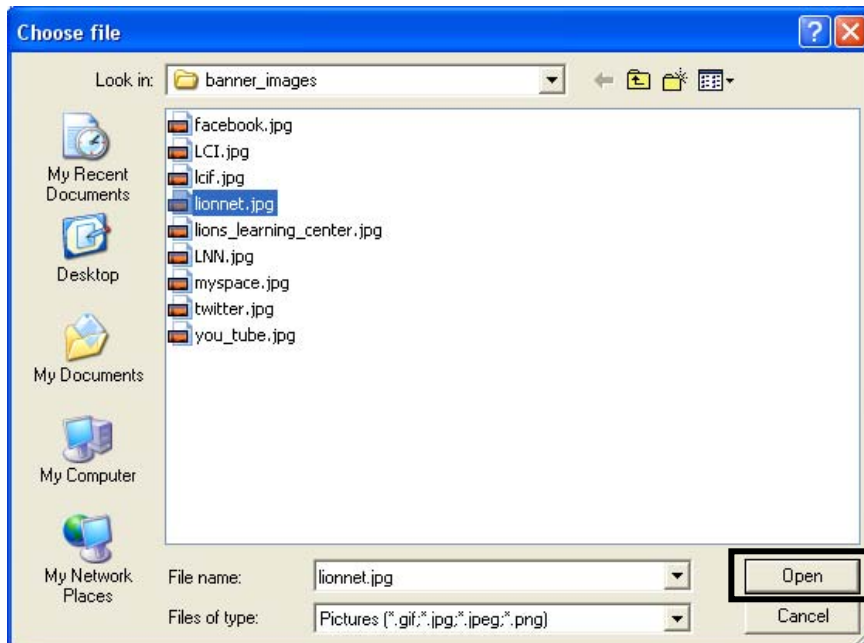 Choose file
Look in: banner_images
My Recent
Documents
Desktop
My Documents
My Computer
My Network
Places
facebook.jpg
LCI.jpg
lcif.jpg
lionnet.jpg
lions_learning_center.jpg
LNN.jpg
myspace.jpg
twitter.jpg
you_tube.jpg
File name: lionnet.jpg Open
Files of type: Pictures (*.gif;*.jpg;*.jpeg;*.png) Cancel